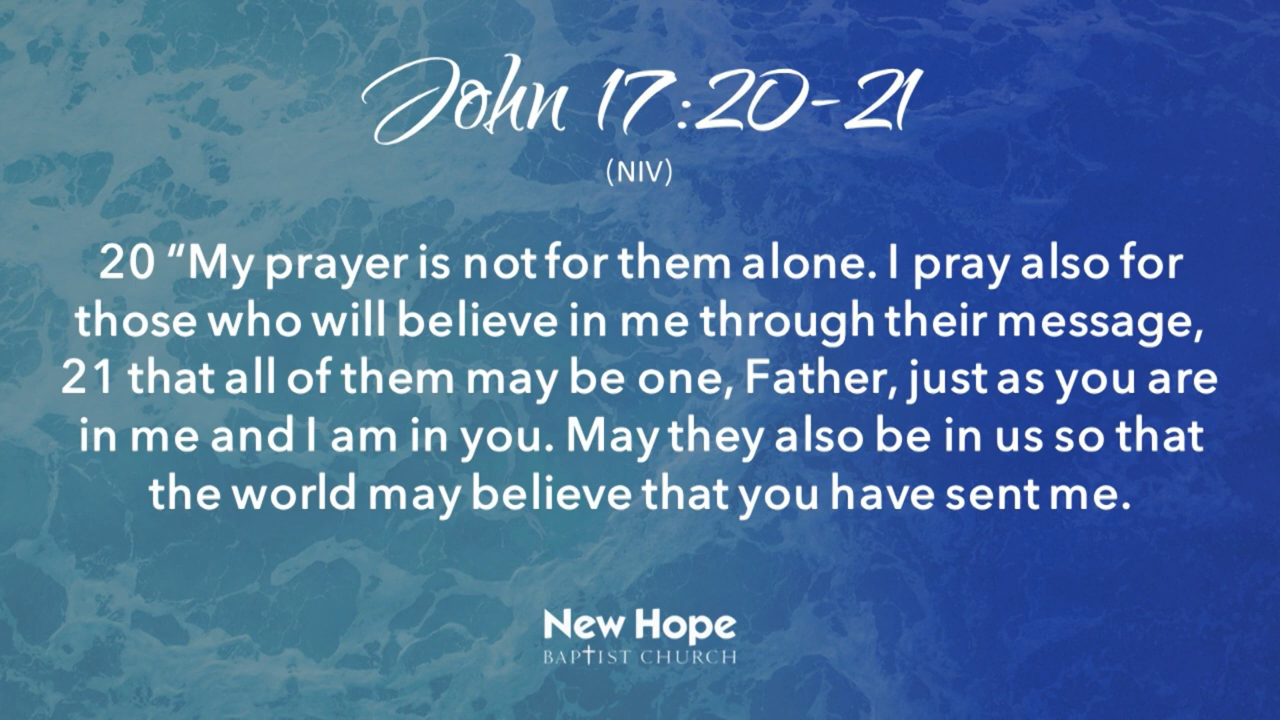 John 17:20-21
(NIV)
20 “My prayer is not for them alone. I pray also for
those who will believe in me through their message,
21 that all of them may be one, Father, just as you are
in me and I am in you. May they also be in us so that
the world may believe that you have sent me.
New Hope
BAPTIST CHURCH